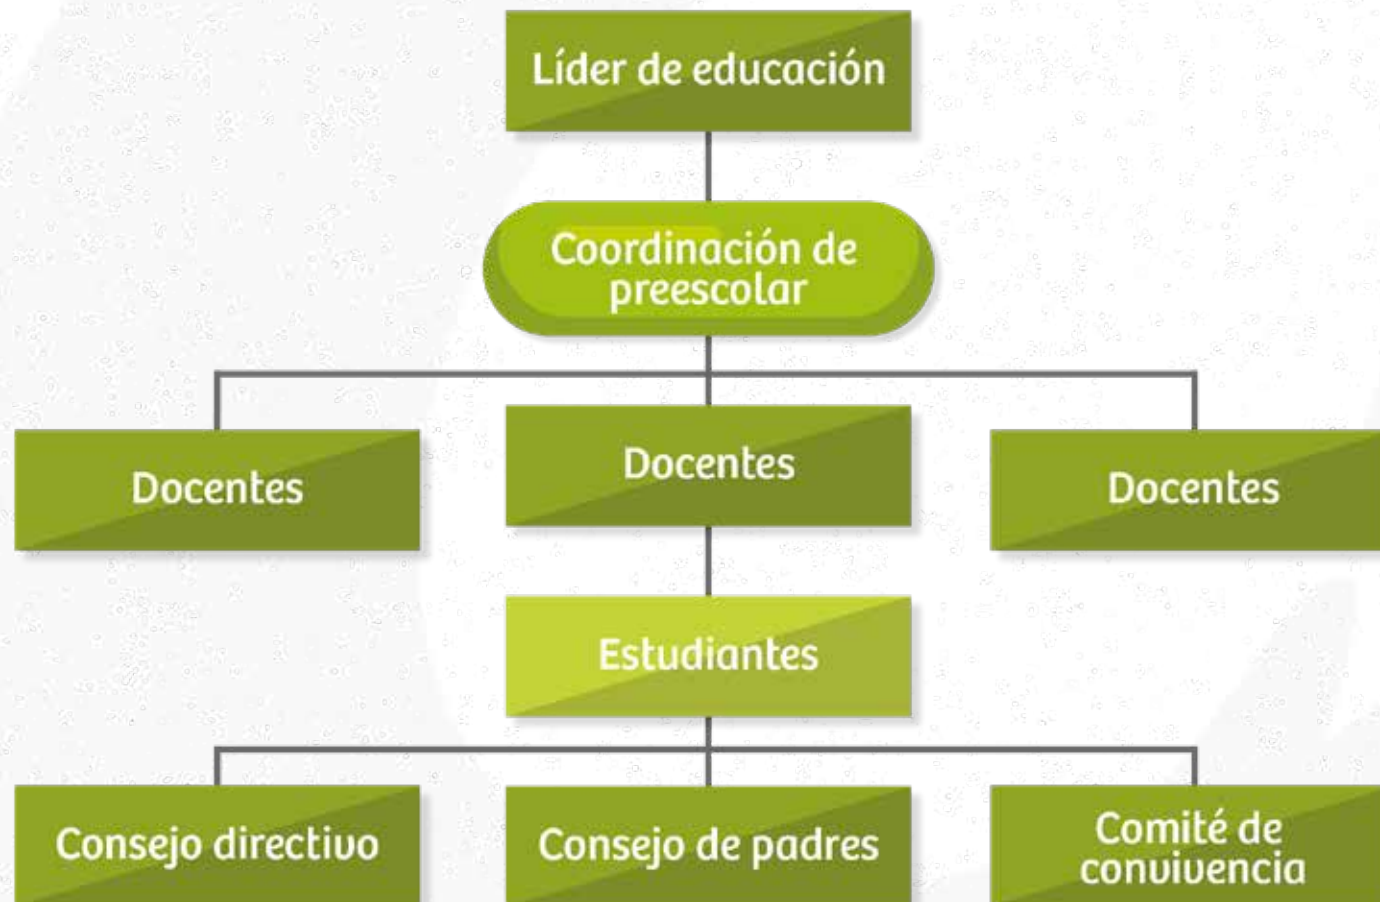 Líder de educación
Coordinación de
preescolar
Docentes
Docentes
Docentes
Estudiantes
Consejo directivo
Consejo de padres
Comité de
convivencia